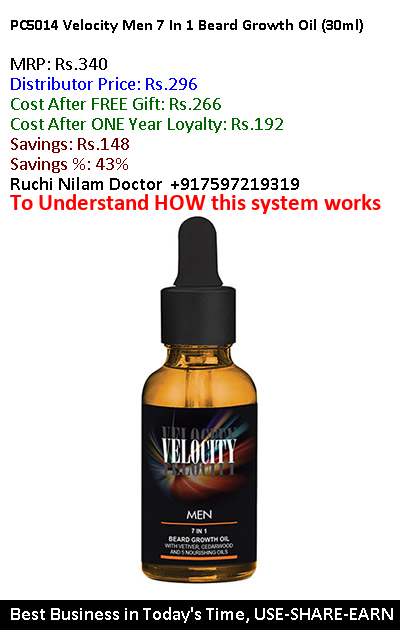 PC5014 Velocity Men 7 In 1 Beard Growth Oil (30ml)
MRP: Rs.340
Distributor Price: Rs.296
Cost After FREE Gift: Rs.266
Cost After ONE Year Loyalty: Rs.192
Savings: Rs.148
Savings %: 43%
Ruchi Nilam Doctor +917597219319
To Understand HOW this system works
VELOCITY
VELOCITY
VELOCITY
MEN
7 IN 1
BEARD GROWTH OIL
WITH VETIVER, CEDARWOOD
AND 5 NOURISHING OILS
Best Business in Today's Time, USE-SHARE-EARN